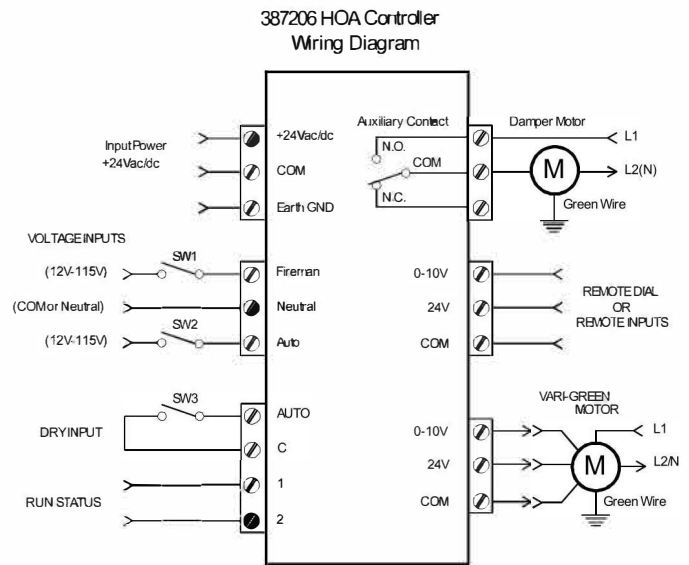 387206 HOA Controller
Wiring Diagram
Input Power
+24Vac/dc
+24Vac/dc
COM
Earth GND
Auxiliary Contact
N.O.
COM
N.C.
Damper Motor
L1
M
L2(N)
Green Wire
VOLTAGE INPUTS
(12V-115V)
SW1
Fireman
(COM or Neutral)
Neutral
(12V-115V)
SW2
Auto
0-10V
24V
COM
REMOTE DIAL
OR
REMOTE INPUTS
DRY INPUT
SW3
AUTO
C
RUN STATUS
1
2
0-10V
24V
COM
VARI-GREEN
MOTOR
L1
M
L2/N
Green Wire